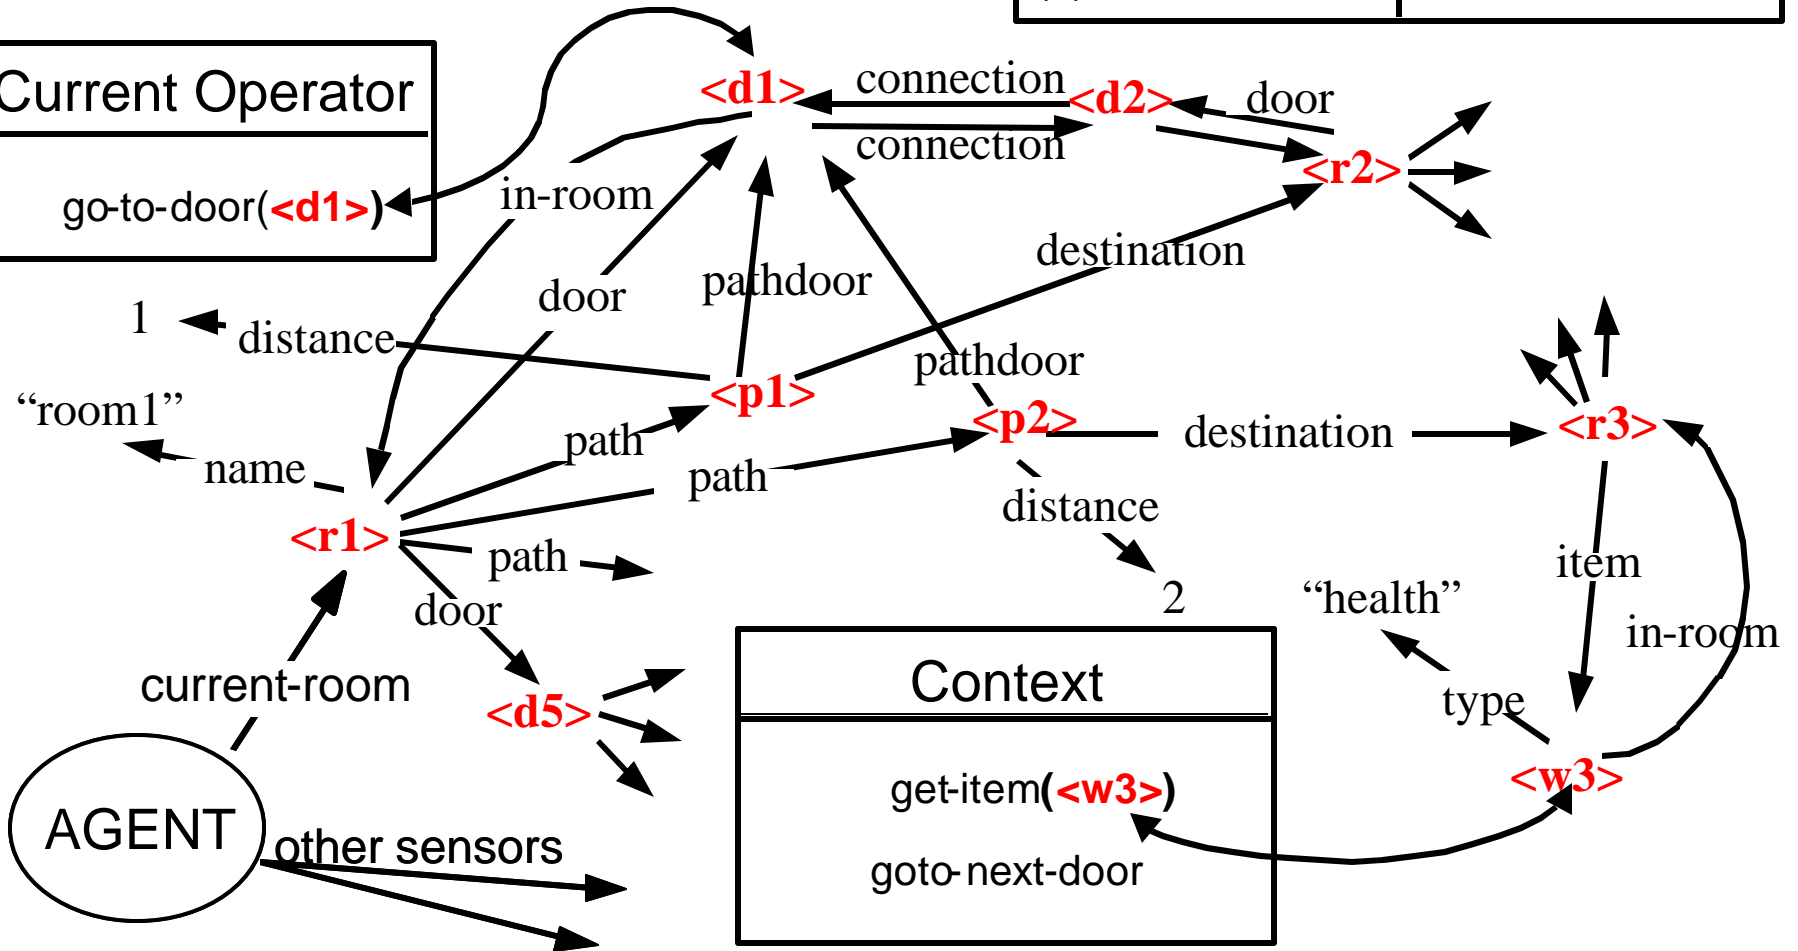 Current Operator
go-to-door(<d1>)
<d1>
connection
<d2>
door
connection
<r2>
in-room
destination
door
pathdoor
1
distance
pathdoor
<p1>
"room1"
<p2>
destination
<r3>
path
name
path
distance
<r1>
path
item
2
"health"
door
in-room
current-room
Context
type
<d5>
get-item(<w3>)
<w3>
AGENT
other sensors
goto-next-door